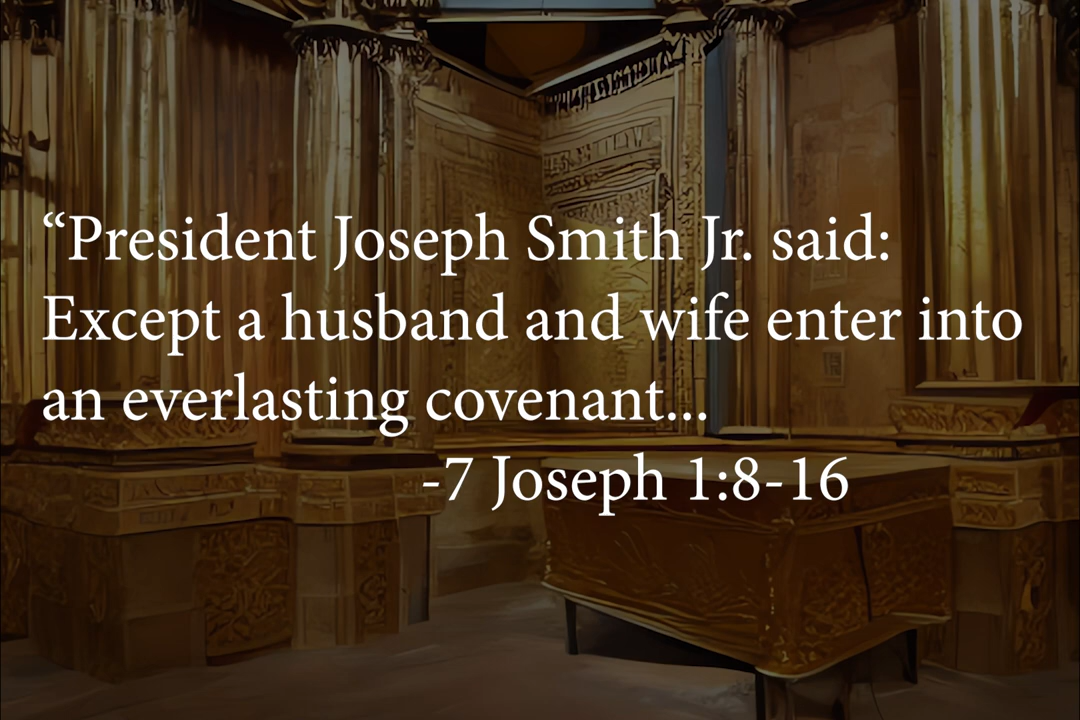 “President Joseph Smith Jr. said:
Except a husband and wife enter into
an everlasting covenant...
-7 Joseph 1:8-16